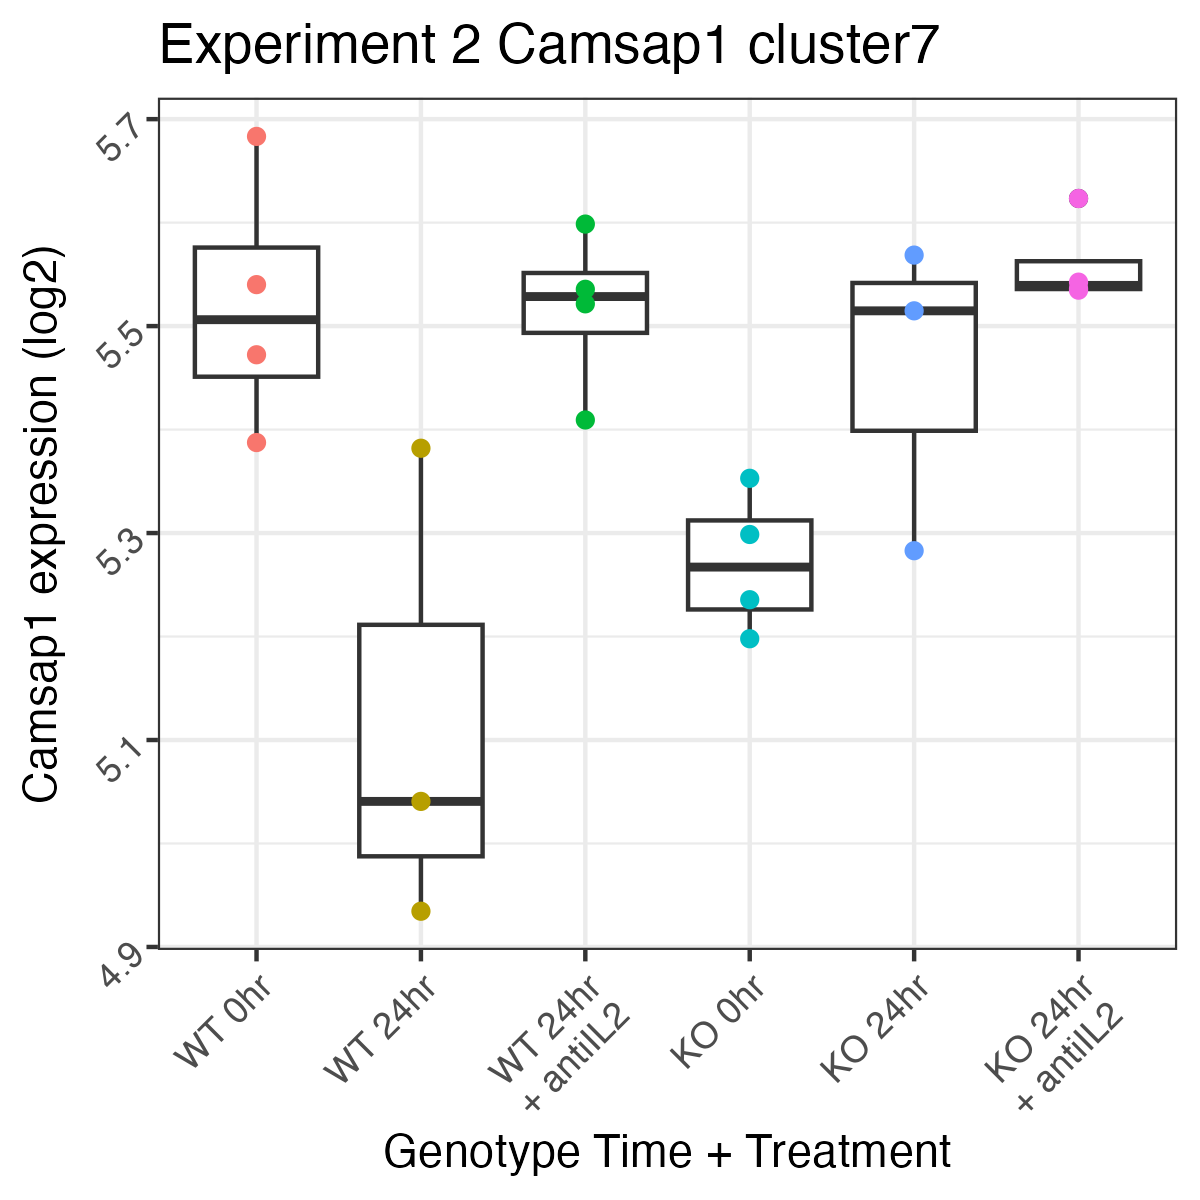 Experiment 2 Camsap1 cluster7
Camsap1 expression (log2)
5.7
5.5
5.3
5.1
4.9
WT 0hr
WT 24hr
WT 24hr
+ antiIL2
KO 0hr
KO 24hr
KO 24hr
+ antiIL2
Genotype Time + Treatment